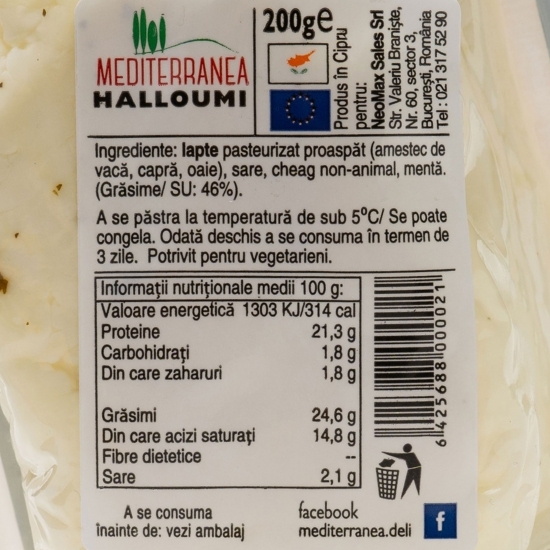 MEDITERRANEA
HALLOUMI
200g℮
Produs în Cipru
pentru:
NeoMax Sales Srl
Str. Valeriu Braniște,
Nr. 60, sector 3,
București, România
Tel: 021 317 52 90
Ingrediente: lapte pasteurizat proaspăt (amestec de
vacă, capră, oaie), sare, cheag non-animal, mentă.
(Grăsime/ SU: 46%).
A se păstra la temperatură de sub 5⁰C/ Se poate
congela. Odată deschis a se consuma în termen de
3 zile. Potrivit pentru vegetarieni.
Informații nutriționale medii 100 g:
Valoare energetică 1303 KJ/314 cal
Proteine 21,3 g
Carbohidrați 1,8 g
Din care zaharuri 1,8 g
Grăsimi 24,6 g
Din care acizi saturați 14,8 g
Fibre dietetice --
Sare 2,1 g
6 425688 000021
A se consuma
înainte de: vezi ambalaj
facebook
mediterranea.deli
f